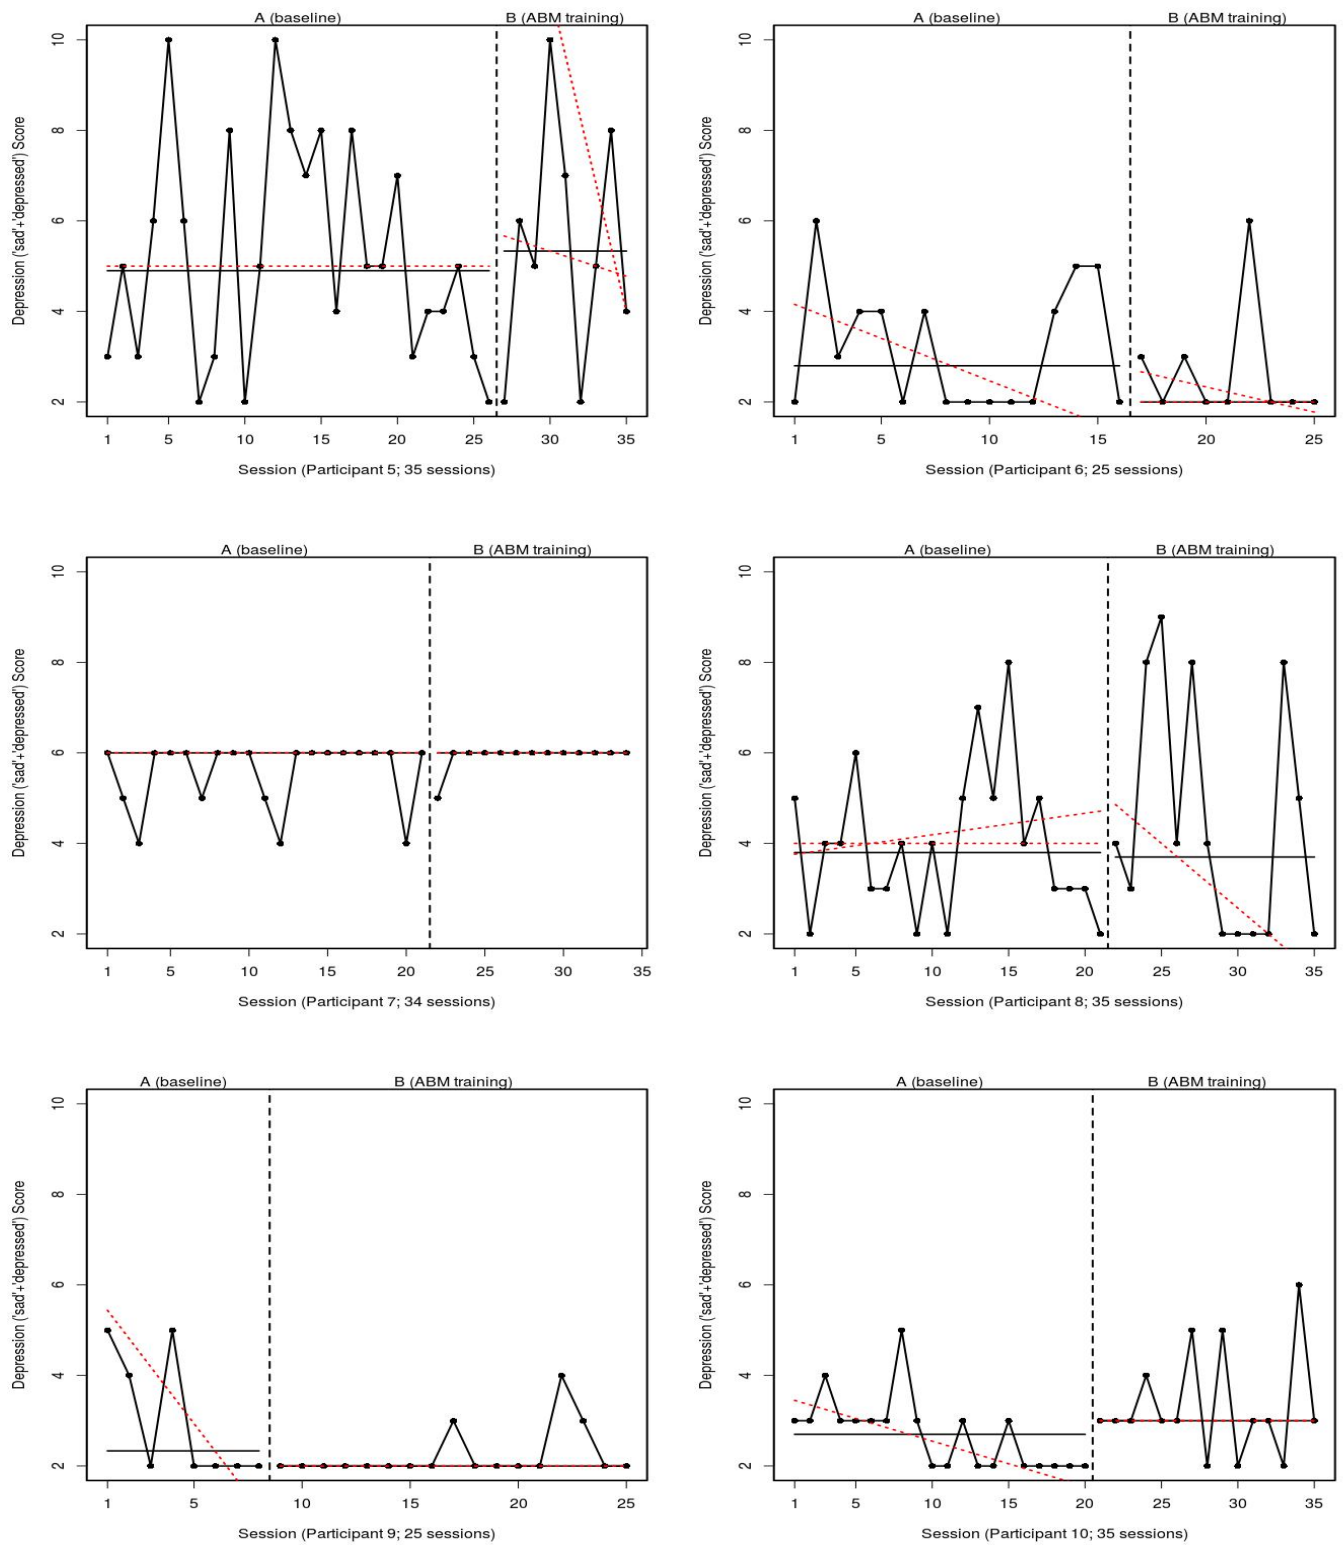 A (baseline) B (ABM training)
Depression ('sad'+'depressed') Score
10
8
6
4
2
1 5 10 15 20 30 35
Session (Participant 5; 35 sessions)
A (baseline) B (ABM training)
Depression ('sad'+'depressed') Score
10
8
6
4
2
1 5 10 15 20 25
Session (Participant 6; 25 sessions)
A (baseline) B (ABM training)
Depression ('sad'+'depressed') Score
10
8
6
4
2
1 5 10 15 20 25 30 35
Session (Participant 7; 34 sessions)
A (baseline) B (ABM training)
Depression ('sad'+'depressed') Score
10
8
6
4
2
1 5 10 15 20 25 30 35
Session (Participant 8; 35 sessions)
A (baseline) B (ABM training)
Depression ('sad'+'depressed') Score
10
8
6
4
2
1 5 10 15 20 25
Session (Participant 9; 25 sessions)
A (baseline) B (ABM training)
Depression ('sad'+'depressed') Score
10
8
6
4
2
1 5 10 15 20 25 30 35
Session (Participant 10; 35 sessions)